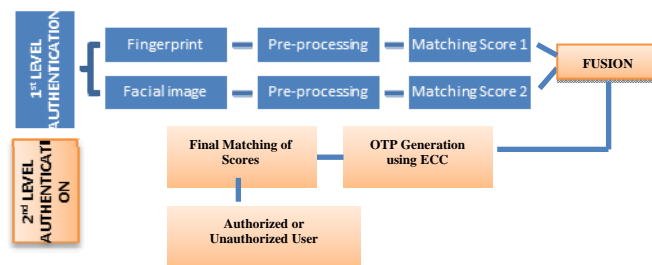 1st LEVEL
AUTHENTICATION
Fingerprint
Pre-processing
Matching Score 1
Facial image
Pre-processing
Matching Score 2
FUSION
2nd LEVEL
AUTHENTICATI
ON
Final Matching of
Scores
OTP Generation
using ECC
Authorized or
Unauthorized User